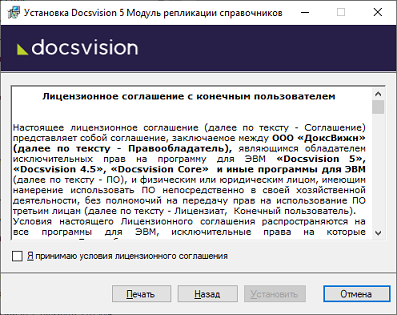 Установка Docsvision 5 Модуль репликации справочников
docsvision
Лицензионное соглашение с конечным пользователем
Настоящее лицензионное соглашение (далее по тексту - Соглашение)
представляет собой соглашение, заключаемое между ООО «ДоксВижн»
(далее по тексту - Правообладатель), являющимся обладателем
исключительных прав на программу для ЭВМ «Docsvision 5»,
«Docsvision 4.5», «Docsvision Core» и иные программы для ЭВМ
(далее по тексту - ПО), и физическим или юридическим лицом, имеющим
намерение использовать ПО непосредственно в своей хозяйственной
деятельности, без полномочий на передачу прав на использование ПО
третьим лицам (далее по тексту - Лицензиат, Конечный пользователь).
Условия настоящего Лицензионного соглашения распространяются на
все программы для ЭВМ, исключительные права на которые
Я принимаю условия лицензионного соглашения
Печать
Назад
Установить
Отмена